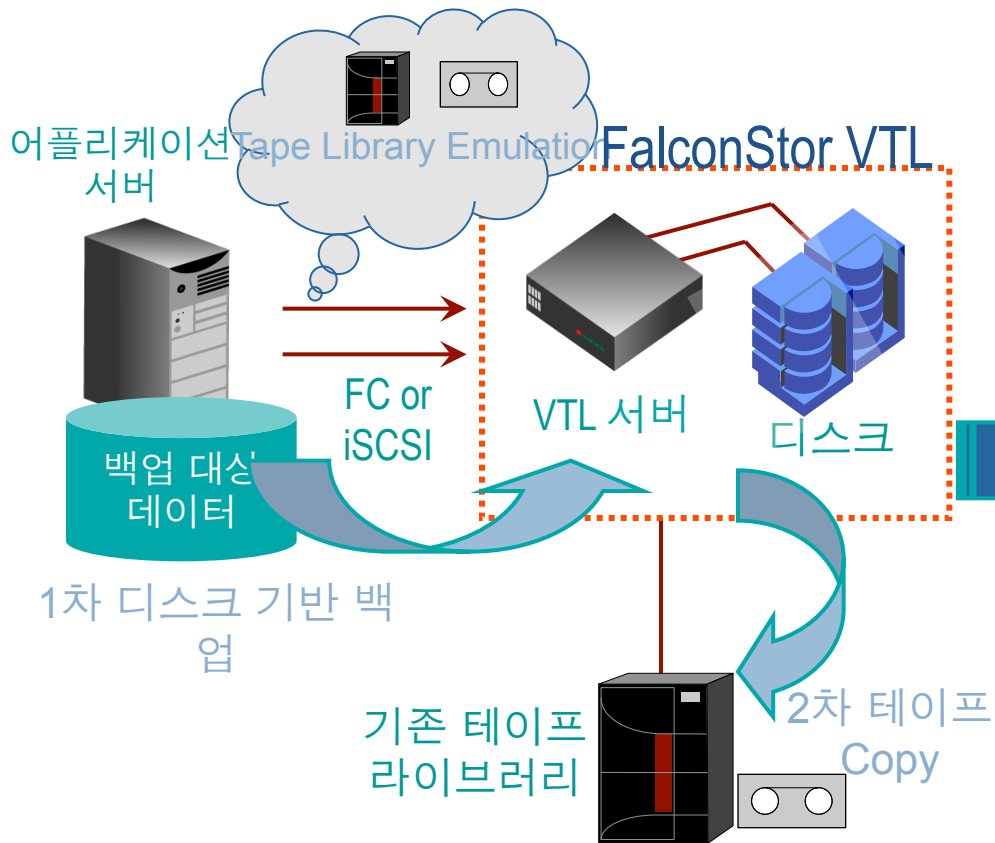 어플리케이션
서버
Tape Library Emulation
FalconStor VTL
FC or
iSCSI
VTL 서버
디스크
백업 대상
데이터
1차 디스크 기반 백
업
기존 테이프
라이브러리
2차 테이프
Copy